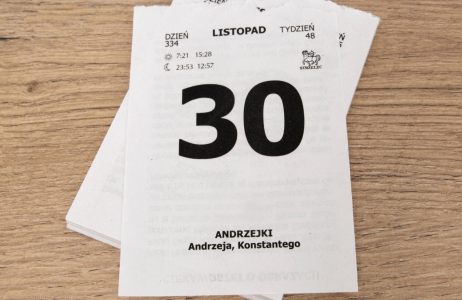 DZIEŃ LISTOPAD TYDZIEŃ
334 48
7:21 15:28
23:53 12:57
STRZELEC
30
ANDRZEJKI
Andrzeja, Konstantego